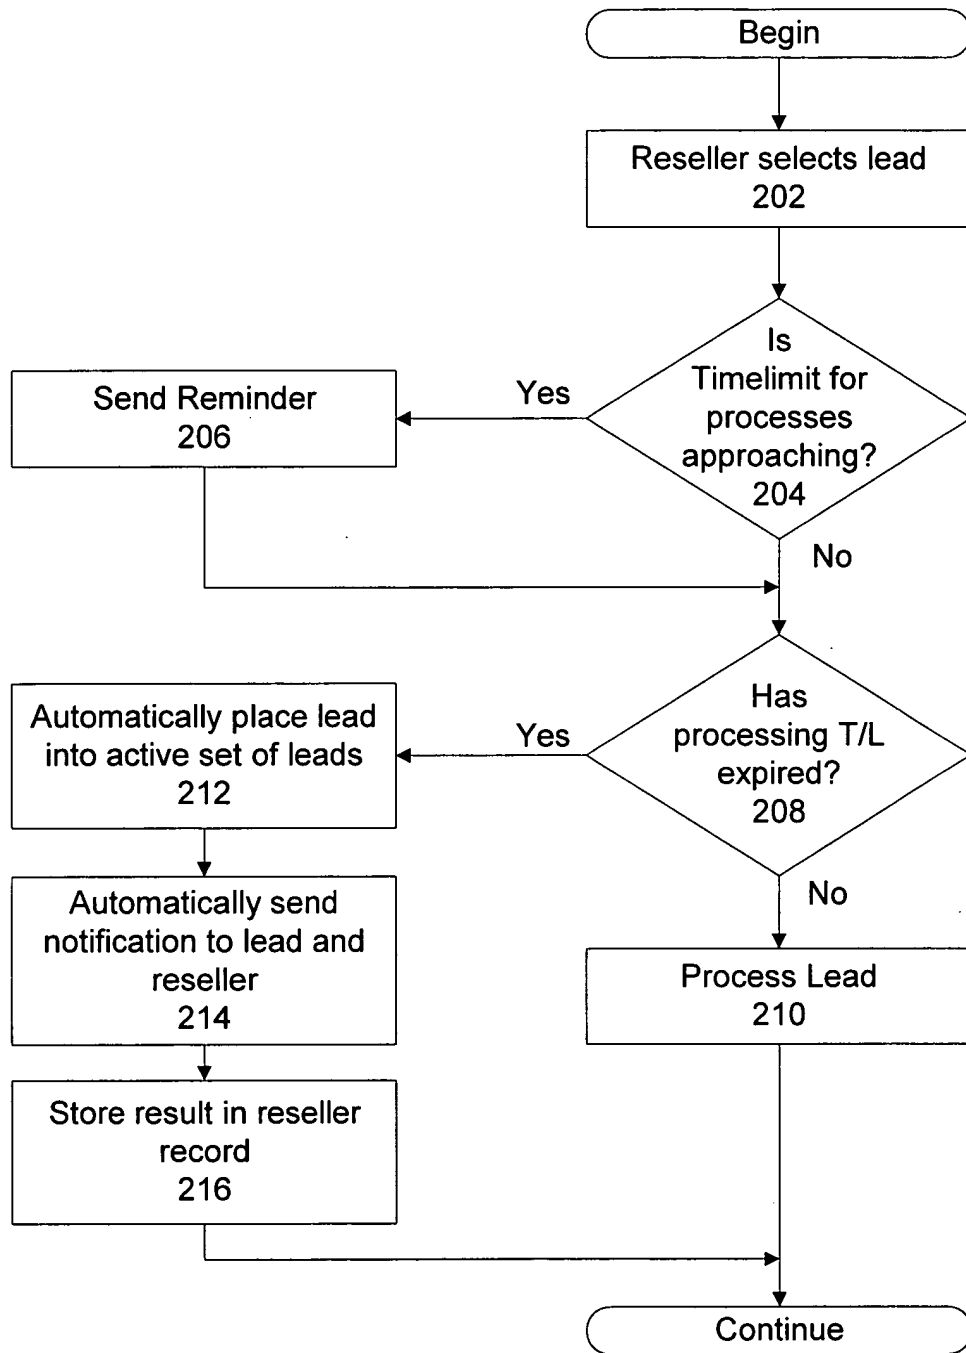 Begin
Reseller selects lead
202
Is
Timelimit for
processes
approaching?
204
Yes
Send Reminder
206
No
Has
processing T/L
expired?
208
Yes
Automatically place lead
into active set of leads
212
No
Automatically send
notification to lead and
reseller
214
Process Lead
210
Store result in reseller
record
216
Continue